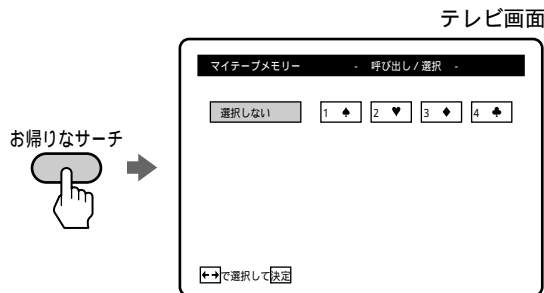 テレビ画面
マイテープメモリー - 呼び出し / 選択 -
選択しない 1 ♠ 2 ♥ 3 ♦ 4 ♣
お帰りなサーチ
←→で選択して決定